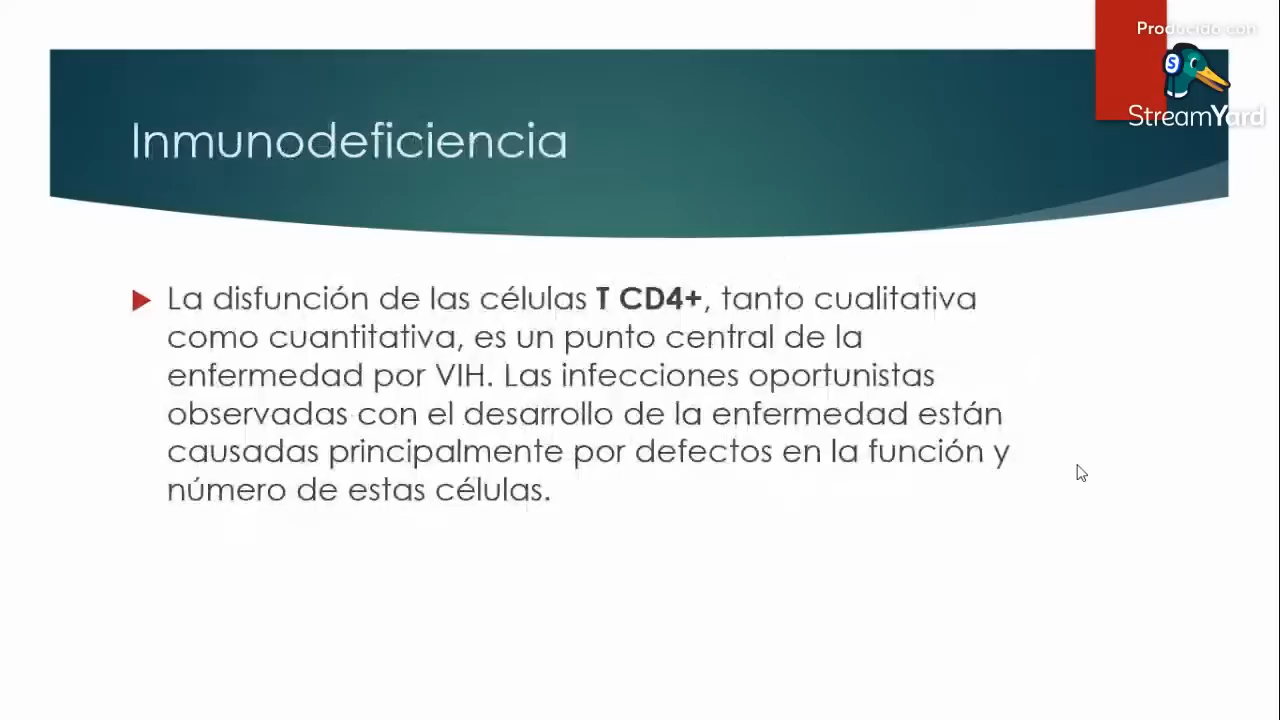 Producido con
StreamYard
Inmunodeficiencia
La disfunción de las células T CD4+, tanto cualitativa
como cuantitativa, es un punto central de la
enfermedad por VIH. Las infecciones oportunistas
observadas con el desarrollo de la enfermedad están
causadas principalmente por defectos en la función y
número de estas células.